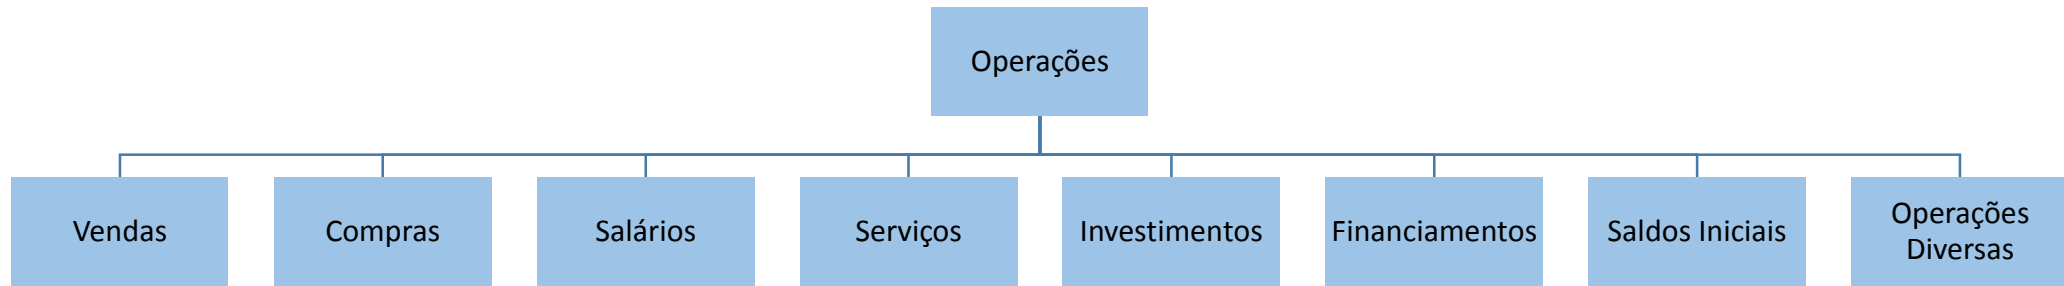 Operações
Vendas
Compras
Salários
Serviços
Investimentos
Financiamentos
Saldos Iniciais
Operações
Diversas